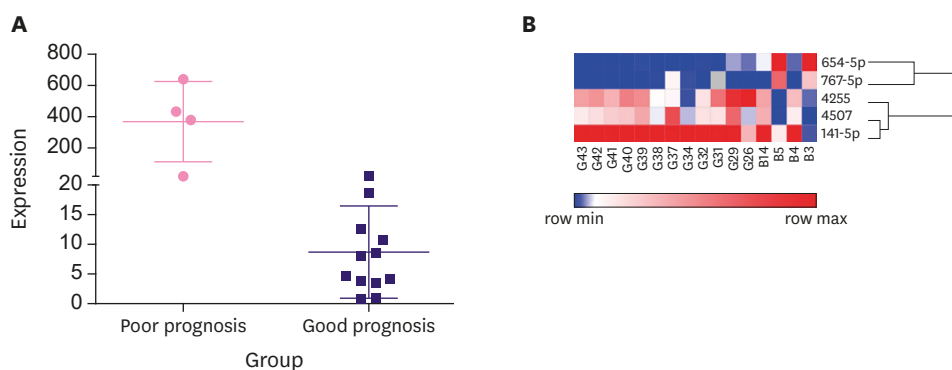 A
800
600
400
200
20
15
10
5
0
Expression
Poor prognosis
Good prognosis
Group
B
654-5p
767-5p
4255
4507
141-5p
G43
G42
G41
G40
G39
G38
G37
G34
G32
G31
G29
G26
B14
B5
B4
B3
row min
row max